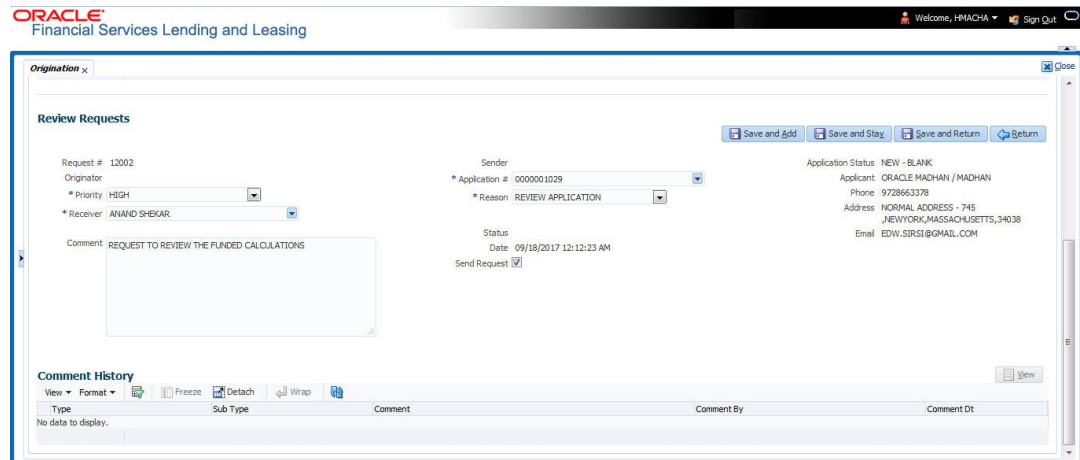 ORACLE'
Financial Services Lending and Leasing
Welcome, HMACHA
Sign Out
Origination x
Close
Review Requests
Save and Add
Save and Stay
Save and Return
Return
Request # 12002
Originator
* Priority HIGH
* Receiver ANAND SHEKAR
Comment REQUEST TO REVIEW THE FUNDED CALCULATIONS
Sender
* Application # 0000001029
* Reason REVIEW APPLICATION
Status
Date 09/18/2017 12:12:23 AM
Send Request
Application Status NEW - BLANK
Applicant ORACLE MADHAN / MADHAN
Phone 9728663378
Address NORMAL ADDRESS - 745
,NEWYORK,MASSACHUSETTS,34038
Email EDW.SIRSI@GMAIL.COM
Comment History
View
View Format Freeze Detach Wrap
Type Sub Type Comment Comment By Comment Dt
No data to display.